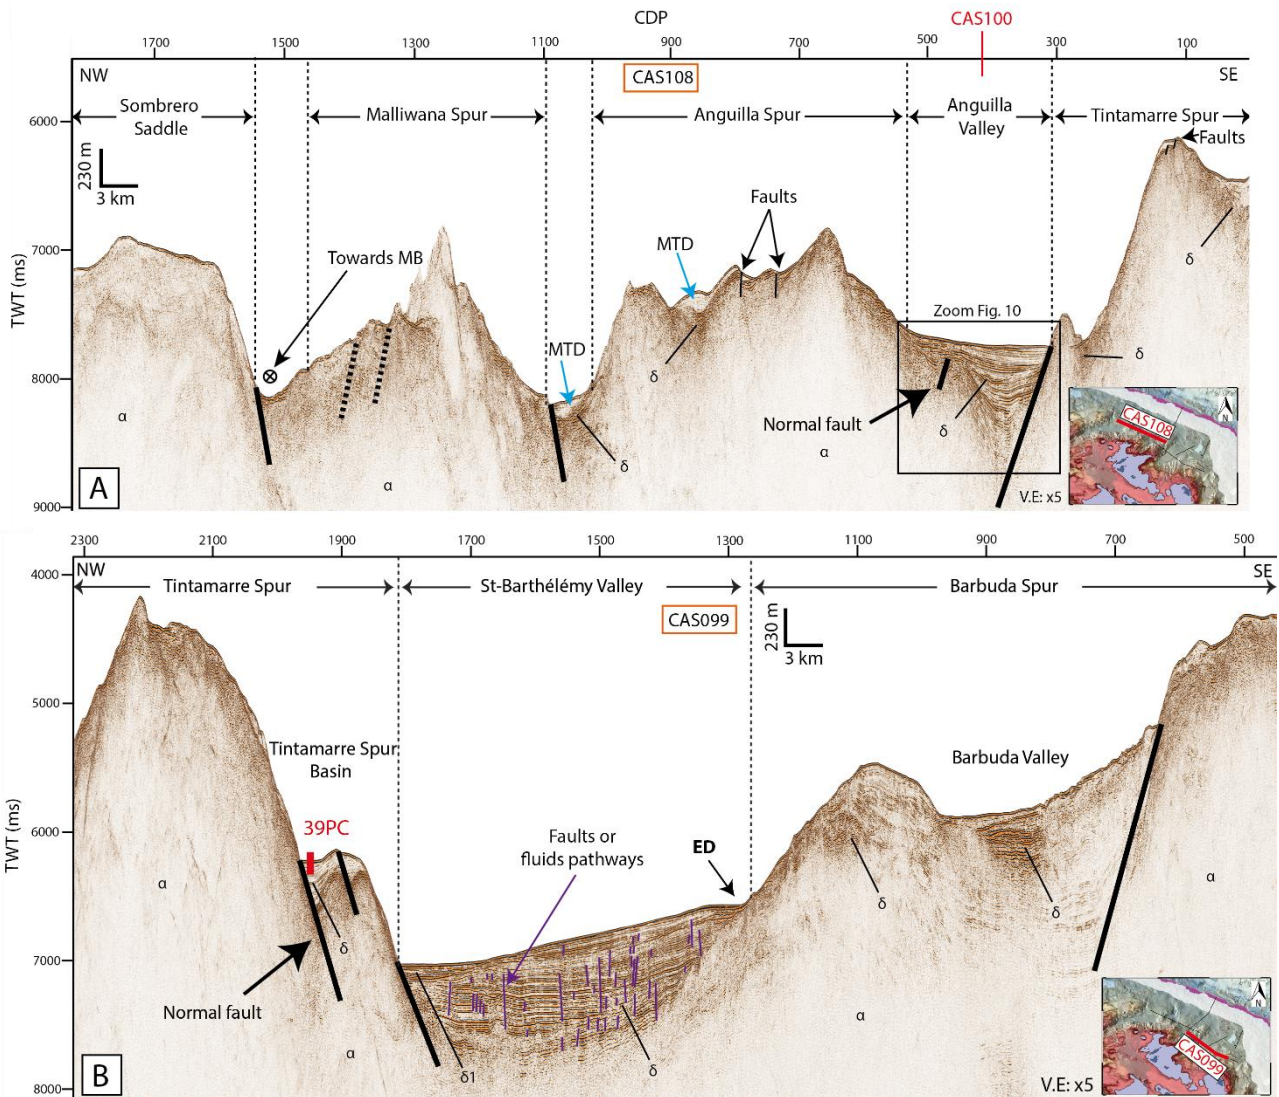 CDP
CAS100
1700 1500 1300 1100 900 700 500 300 100
NW
CAS108
SE
Sombrero
Saddle
Malliwana Spur
Anguilla Spur
Anguilla
Valley
Tintamarre Spur
6000
Faults
230 m
3 km
Faults
7000
MTD
Towards MB
δ
TWT (ms)
Zoom Fig. 10
MTD
8000
δ
δ
CAS108
N
Normal fault
δ
α
δ
α
α
A
V.E: x5
9000
2300 2100 1900 1700 1500 1300 1100 900 700 500
NW
SE
4000
Tintamarre Spur
St-Barthélémy Valley
Barbuda Spur
CAS099
230 m
3 km
5000
Tintamarre Spur
Basin
Barbuda Valley
39PC
6000
Faults or
fluids pathways
ED
TWT (ms)
α
α
δ
δ
δ
7000
Normal fault
α
N
CAS099
α
δ1
δ
B
V.E: x5
8000